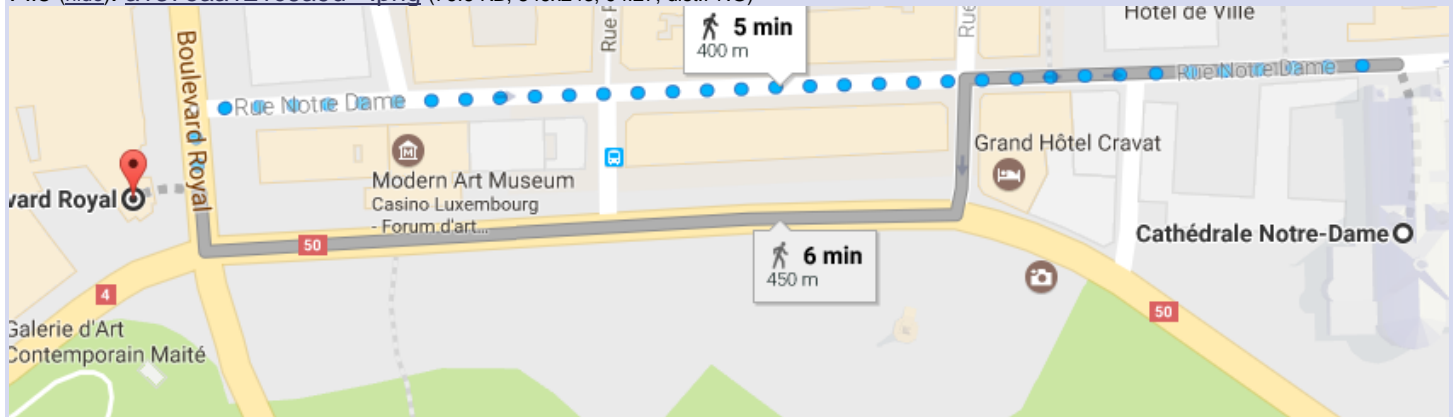 5 min
400 m
Hotel de Ville
Boulevard Royal
Rue
Rue
Rue Notre Dame
Rue Notre Dame
Grand Hôtel Cravat
Modern Art Museum
Casino Luxembourg
- Forum d'art...
vard Royal
50
6 min
450 m
Cathédrale Notre-Dame
4
50
Galerie d'Art
Contemporain Maité